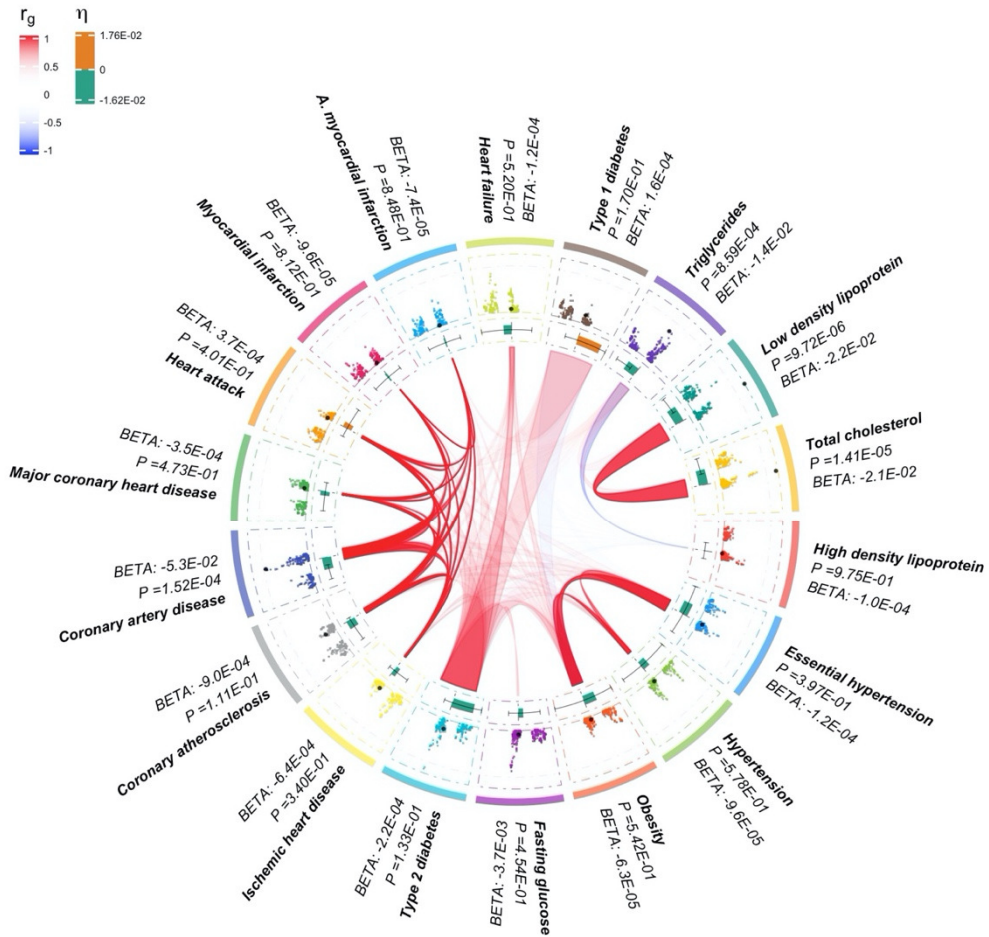 r_g
η
1
0.5
0
-0.5
-1
1.76E-02
0
-1.62E-02
Heart failure
P =5.20E-01
BETA: -1.2E-04
Type 1 diabetes
P =1.70E-01
BETA: 1.6E-04
Triglycerides
P =8.59E-04
BETA: -1.4E-02
Low density lipoprotein
P =9.72E-06
BETA: -2.2E-02
Total cholesterol
P =1.41E-05
BETA: -2.1E-02
High density lipoprotein
P =9.75E-01
BETA: -1.0E-04
Essential hypertension
P =3.97E-01
BETA: -1.2E-04
Hypertension
P =5.78E-01
BETA: -9.6E-05
Obesity
P =5.42E-01
BETA: -6.3E-05
Fasting glucose
P =4.54E-01
BETA: -3.7E-03
BETA: -2.2E-04
P =1.33E-01
Type 2 diabetes
BETA: -6.4E-04
P =3.40E-01
Ischemic heart disease
BETA: -9.0E-04
P =1.11E-01
Coronary atherosclerosis
BETA: -5.3E-02
P =1.52E-04
Coronary artery disease
BETA: -3.5E-04
P =4.73E-01
Major coronary heart disease
BETA: 3.7E-04
P =4.01E-01
Heart attack
BETA: -9.6E-05
P =8.12E-01
Myocardial infarction
BETA: -7.4E-05
P =8.48E-01
A. myocardial infarction